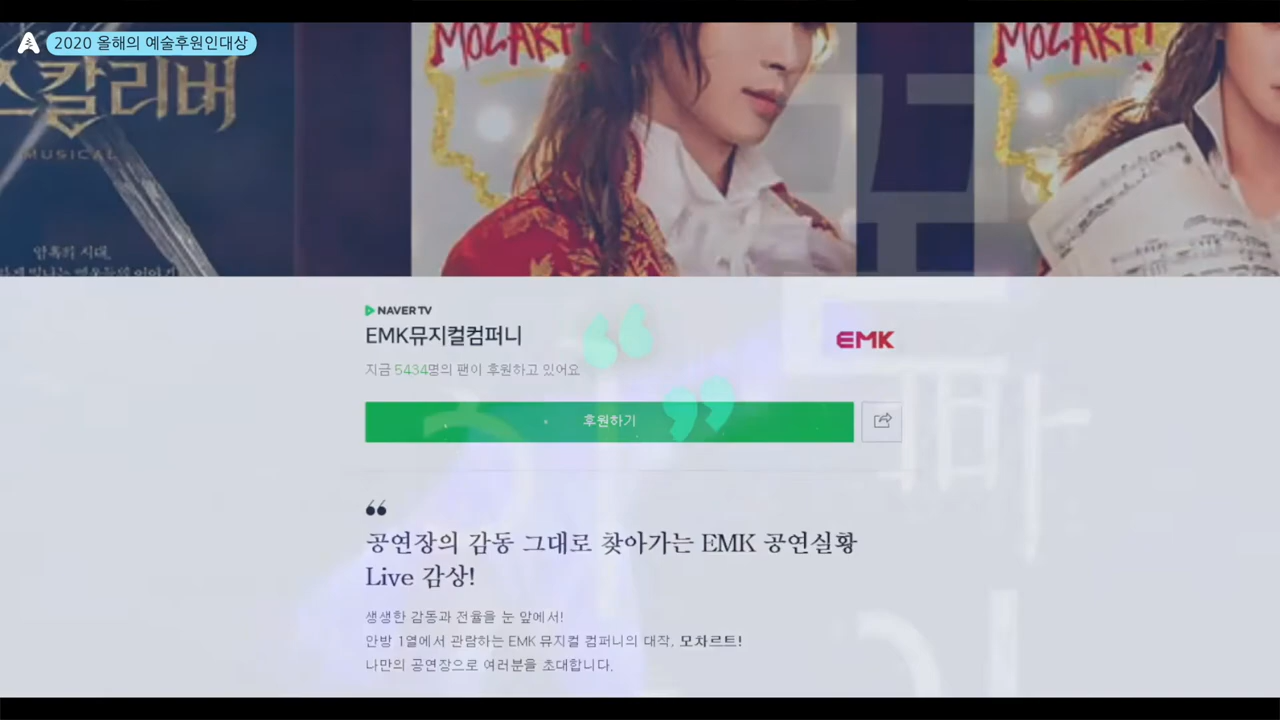 2020 올해의 예술후원인대상
MOZART!
MOZART!
스칼리버
MUSICAL
암흑의 시대,
NAVER TV
EMK뮤지컬컴퍼니
EMK
지금 5434명의 팬이 후원하고 있어요
후원하기
“
”
“
공연장의 감동 그대로 찾아가는 EMK 공연실황
Live 감상!
생생한 감동과 전율을 눈 앞에서!
안방 1열에서 관람하는 EMK 뮤지컬 컴퍼니의 대작, 모차르트!
나만의 공연장으로 여러분을 초대합니다.